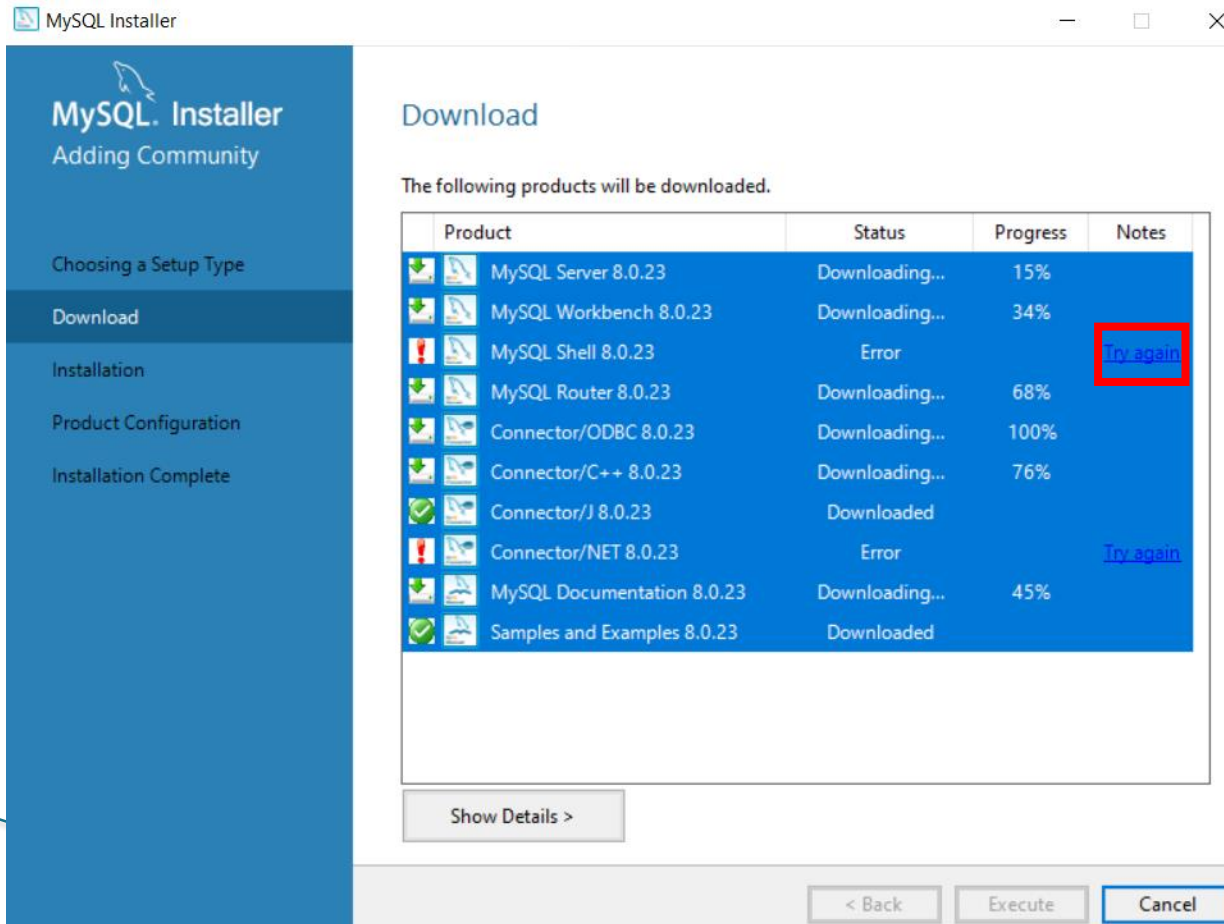 MySQL Installer
MySQL. Installer
Adding Community
Choosing a Setup Type
Download
Installation
Product Configuration
Installation Complete
Download
The following products will be downloaded.
Product Status Progress Notes
MySQL Server 8.0.23 Downloading... 15%
MySQL Workbench 8.0.23 Downloading... 34%
MySQL Shell 8.0.23 Error Try again
MySQL Router 8.0.23 Downloading... 68%
Connector/ODBC 8.0.23 Downloading... 100%
Connector/C++ 8.0.23 Downloading... 76%
Connector/J 8.0.23 Downloaded
Connector/NET 8.0.23 Error Try again
MySQL Documentation 8.0.23 Downloading... 45%
Samples and Examples 8.0.23 Downloaded
Show Details >
< Back Execute Cancel